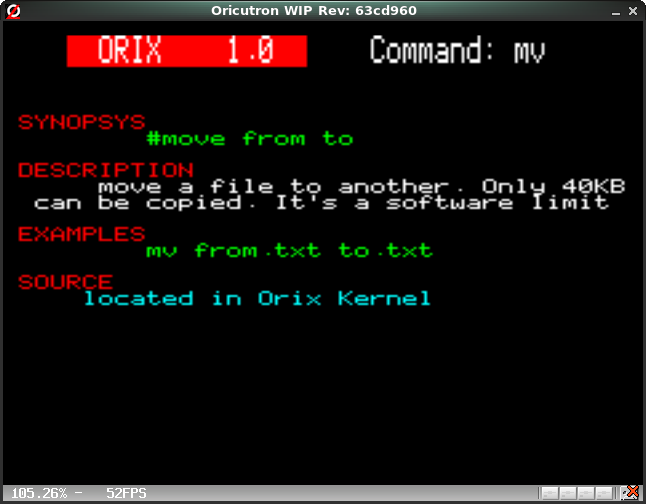 Oricutron WIP Rev: 63cd960
ORIX 1.0 Command: mv
SYNOPSYS
#move from to
DESCRIPTION
move a file to another. Only 40KB
can be copied. It's a software limit
EXAMPLES
mv from.txt to.txt
SOURCE
located in Orix Kernel
105.26% - 52FPS